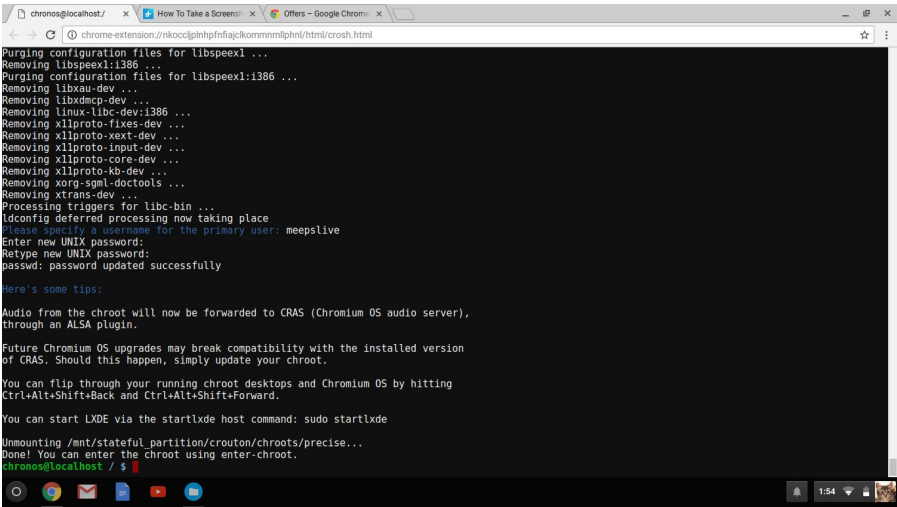 chronos@localhost:/
How To Take a Screensh
Offers – Google Chrome
chrome-extension://nkoccljplnhpfnfiajclkommnmllphnl/html/crosh.html
Purging configuration files for libspeex1 ...
Removing libspeex1:i386 ...
Purging configuration files for libspeex1:i386 ...
Removing libxau-dev ...
Removing libxdmcp-dev ...
Removing linux-libc-dev:i386 ...
Removing x11proto-fixes-dev ...
Removing x11proto-xext-dev ...
Removing x11proto-input-dev ...
Removing x11proto-randr-dev ...
Removing x11proto-core-dev ...
Removing x11proto-kb-dev ...
Removing xorg-sgml-doctools ...
Removing xtrans-dev ...
Processing triggers for libc-bin ...
ldconfig deferred processing now taking place
Please specify a username for the primary user: meepslive
Enter new UNIX password:
Retype new UNIX password:
passwd: password updated successfully
Here's some tips:
Audio from the chroot will now be forwarded to CRAS (Chromium OS audio server),
through an ALSA plugin.
Future Chromium OS upgrades may break compatibility with the installed version
of CRAS. Should this happen, simply update your chroot.
You can flip through your running chroot desktops and Chromium OS by hitting
Ctrl+Alt+Shift+Back and Ctrl+Alt+Shift+Forward.
You can start LXDE via the startlxde host command: sudo startlxde
Unmounting /mnt/stateful_partition/crouton/chroots/precise...
Done! You can enter the chroot using enter-chroot.
chronos@localhost / $
1:54